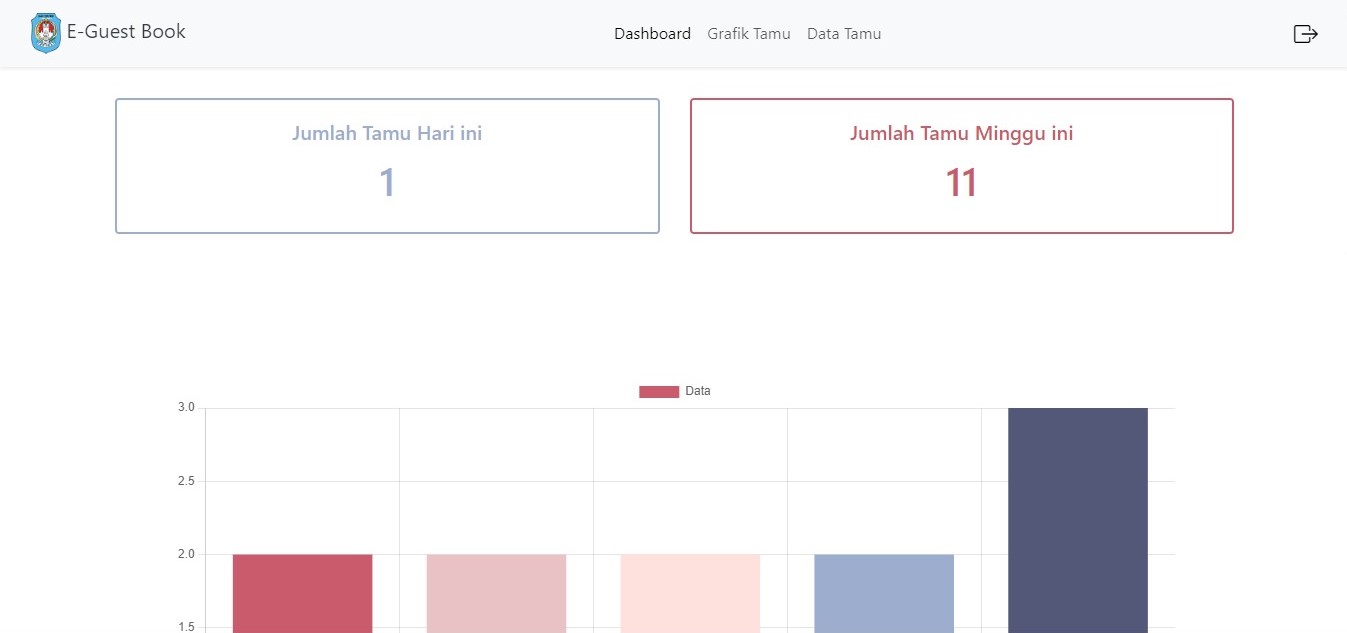 E-Guest Book
Dashboard Grafik Tamu Data Tamu
Jumlah Tamu Hari ini
1
Jumlah Tamu Minggu ini
11
Data
3.0
2.5
2.0
1.5